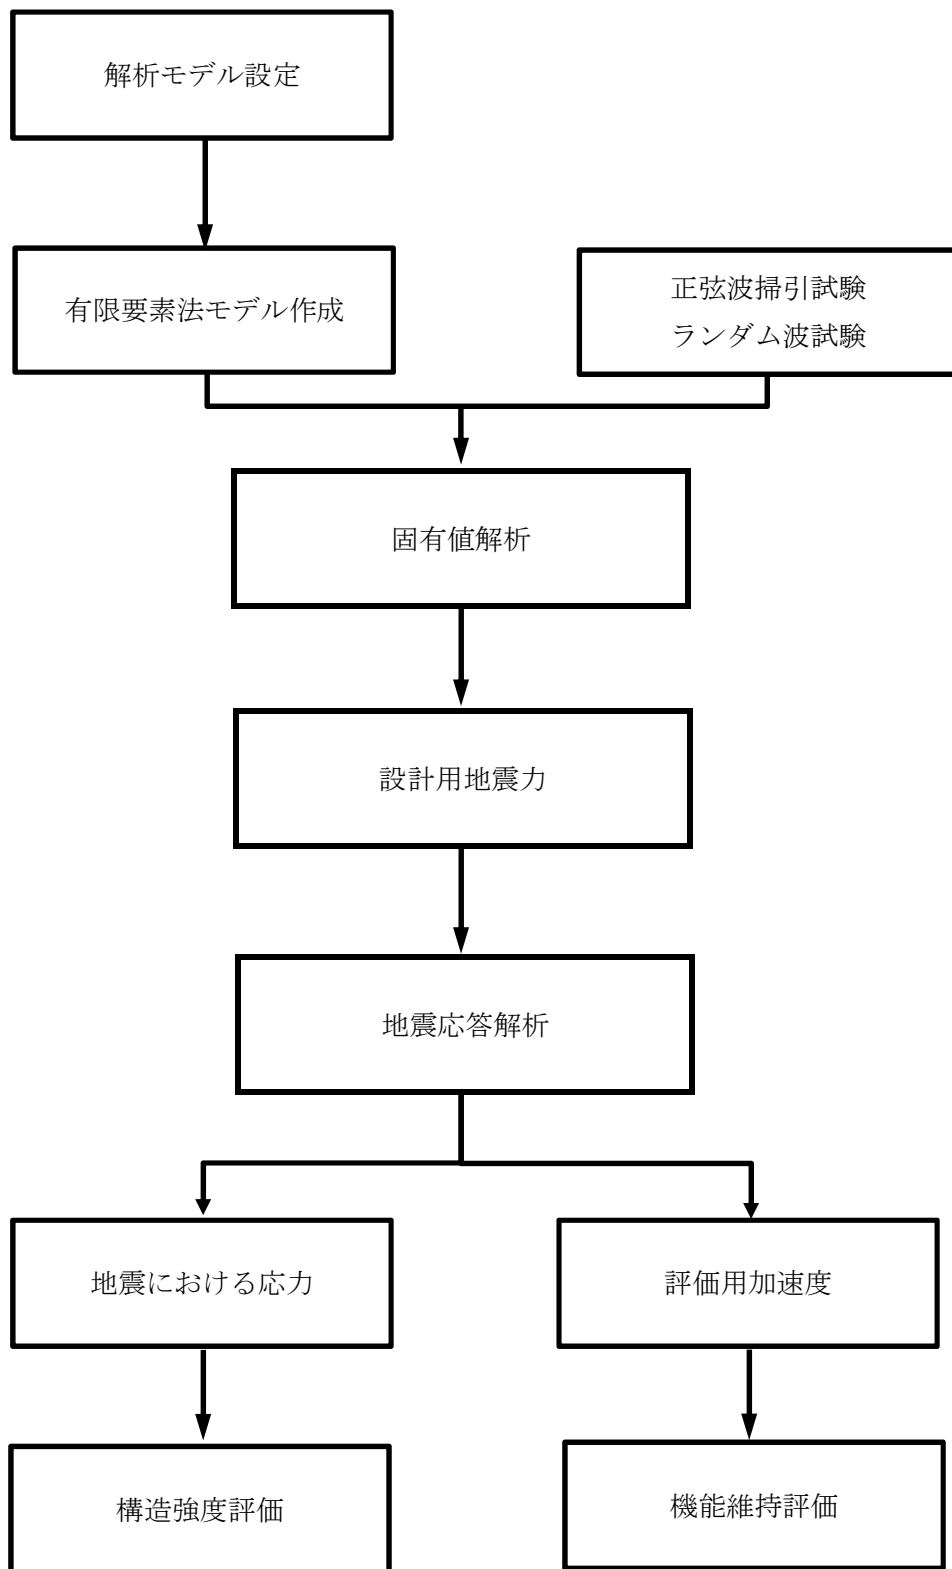 解析モデル設定
有限要素法モデル作成
正弦波掃引試験
ランダム波試験
固有値解析
設計用地震力
地震応答解析
地震における応力
評価用加速度
構造強度評価
機能維持評価